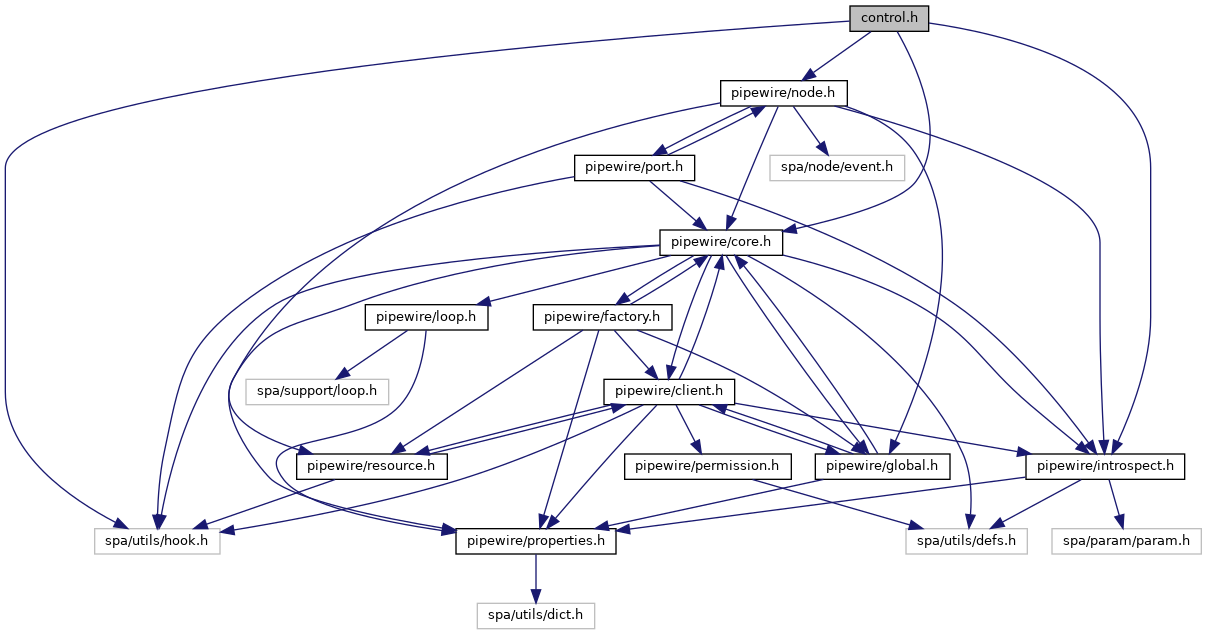 control.h
pipewire/node.h
pipewire/port.h
spa/node/event.h
pipewire/core.h
pipewire/loop.h
pipewire/factory.h
spa/support/loop.h
pipewire/client.h
pipewire/resource.h
pipewire/permission.h
pipewire/global.h
pipewire/introspect.h
spa/utils/hook.h
pipewire/properties.h
spa/utils/defs.h
spa/param/param.h
spa/utils/dict.h